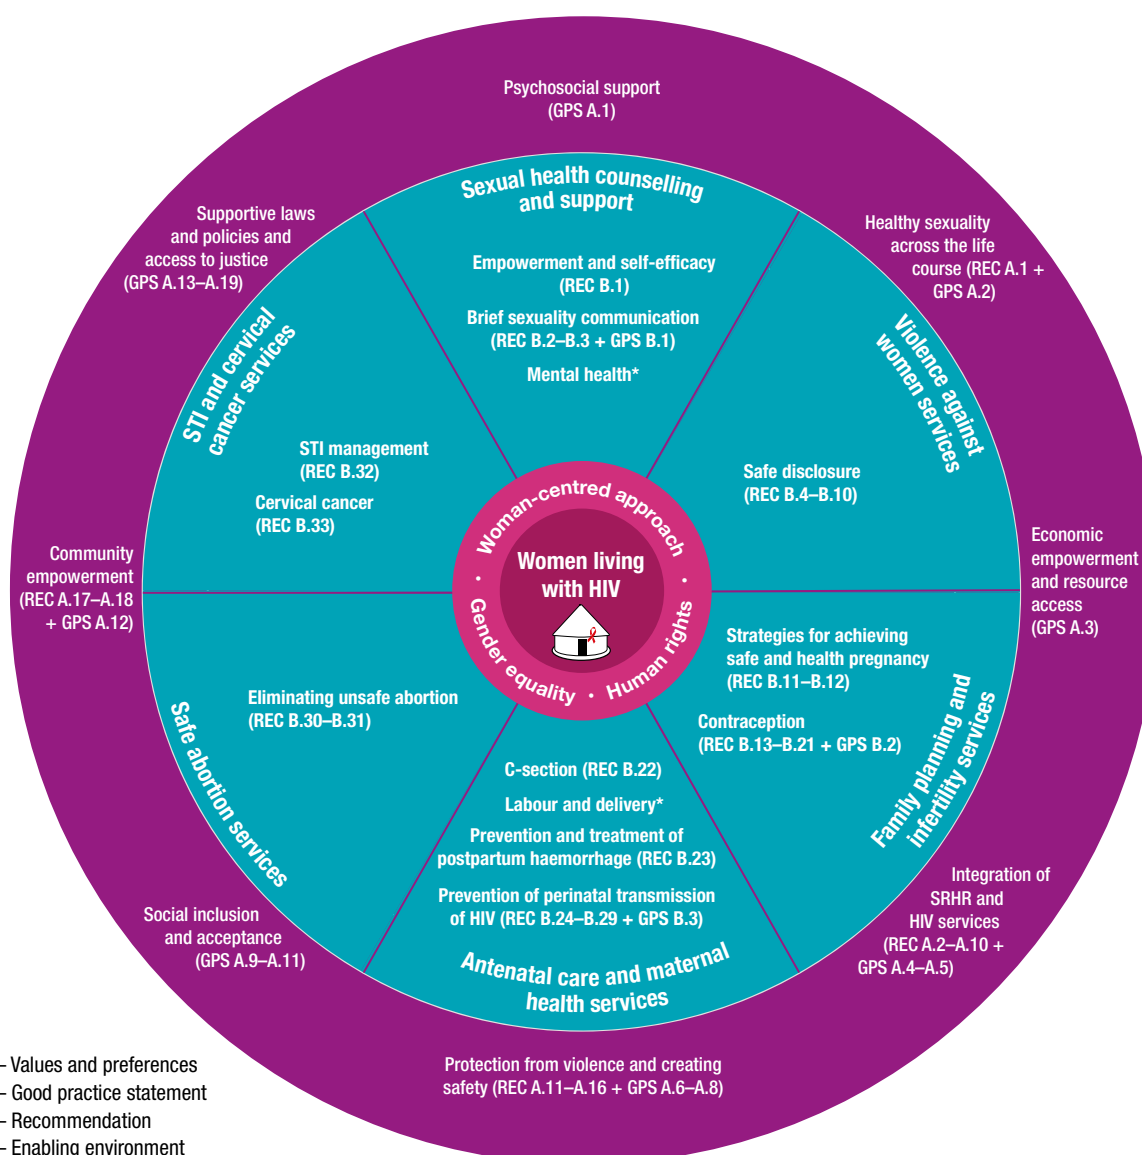 Psychosocial support
(GPS A.1)
Supportive laws
and policies and
access to justice
(GPS A.13–A.19)
Healthy sexuality
across the life
course (REC A.1 +
GPS A.2)
Sexual health counselling
and support
Empowerment and self-efficacy
(REC B.1)
Brief sexuality communication
(REC B.2–B.3 + GPS B.1)
Mental health*
STI and cervical
cancer services
STI management
(REC B.32)
Cervical cancer
(REC B.33)
Violence against
women services
Safe disclosure
(REC B.4–B.10)
Community
empowerment
(REC A.17–A.18
+ GPS A.12)
Woman-centred approach
· Gender equality · Human rights ·
Women living
with HIV
Economic
empowerment
and resource
access
(GPS A.3)
Eliminating unsafe abortion
(REC B.30–B.31)
Safe abortion services
Strategies for achieving
safe and health pregnancy
(REC B.11–B.12)
Contraception
(REC B.13–B.21 + GPS B.2)
Family planning and
infertility services
C-section (REC B.22)
Labour and delivery*
Prevention and treatment of
postpartum haemorrhage (REC B.23)
Prevention of perinatal transmission
of HIV (REC B.24–B.29 + GPS B.3)
Antenatal care and maternal
health services
Social inclusion
and acceptance
(GPS A.9–A.11)
Integration of
SRHR and
HIV services
(REC A.2–A.10 +
GPS A.4–A.5)
Protection from violence and creating
safety (REC A.11–A.16 + GPS A.6–A.8)
– Values and preferences
– Good practice statement
– Recommendation
– Enabling environment